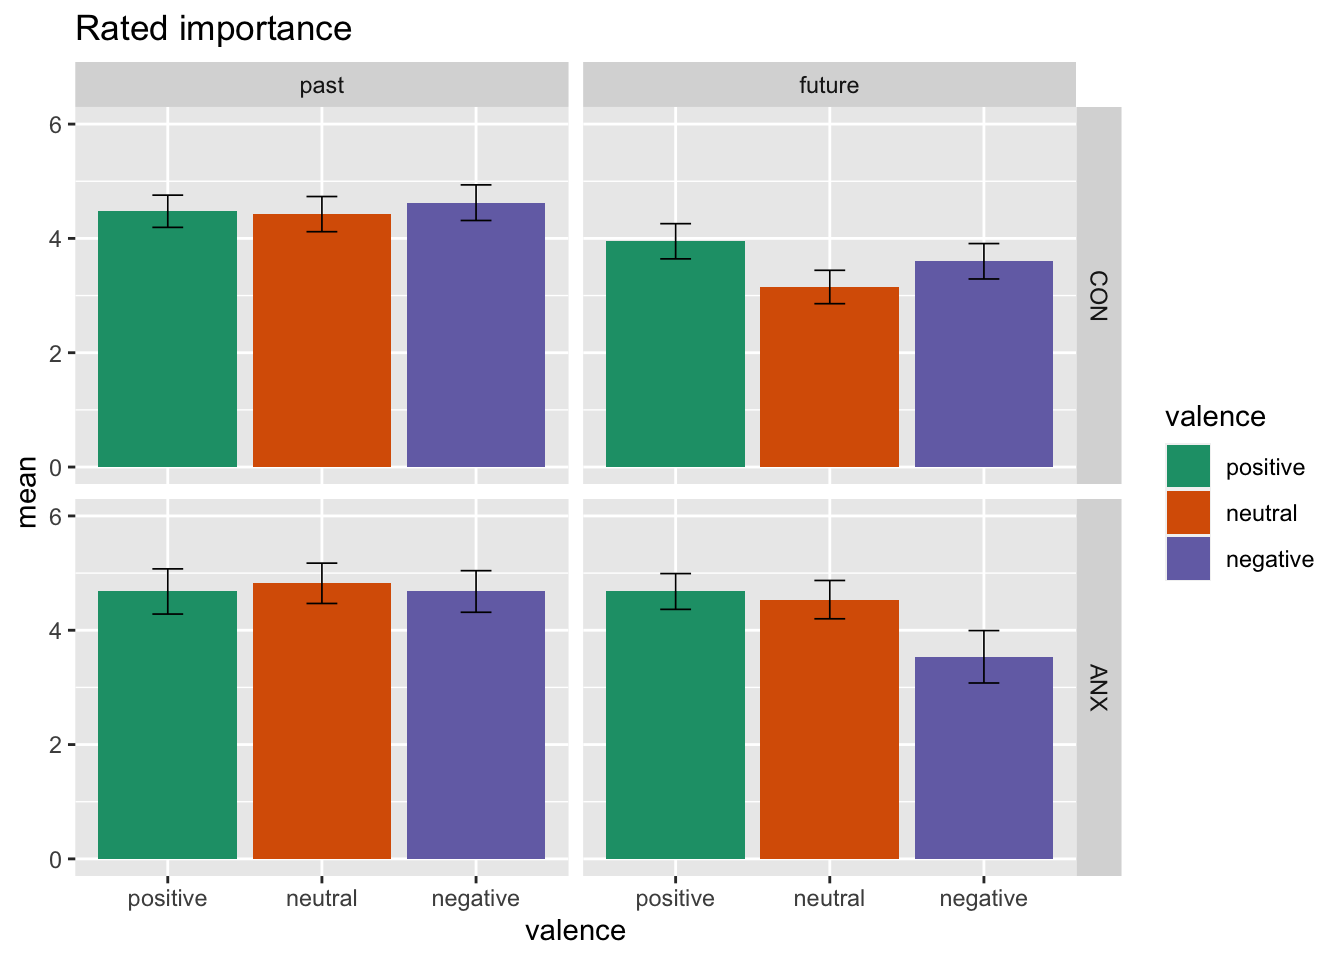 Rated importance
past
future
6
4
2
0
CON
6
4
2
0
ANX
mean
positive
neutral
negative
positive
neutral
negative
valence
valence
positive
neutral
negative